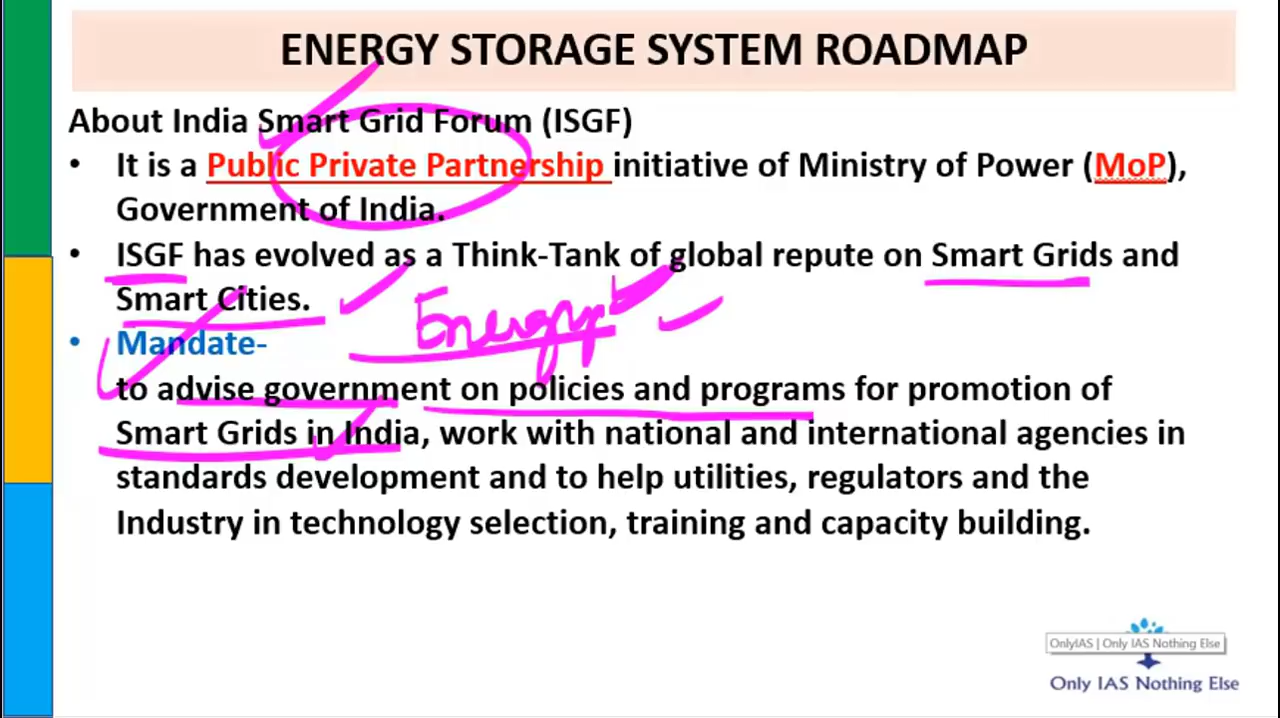 ENERGY STORAGE SYSTEM ROADMAP
About India Smart Grid Forum (ISGF)
• It is a Public Private Partnership initiative of Ministry of Power (MoP),
Government of India.
• ISGF has evolved as a Think-Tank of global repute on Smart Grids and
Smart Cities.
Energy
• Mandate-
to advise government on policies and programs for promotion of
Smart Grids in India, work with national and international agencies in
standards development and to help utilities, regulators and the
Industry in technology selection, training and capacity building.
OnlyIAS | Only IAS Nothing Else
Only IAS Nothing Else